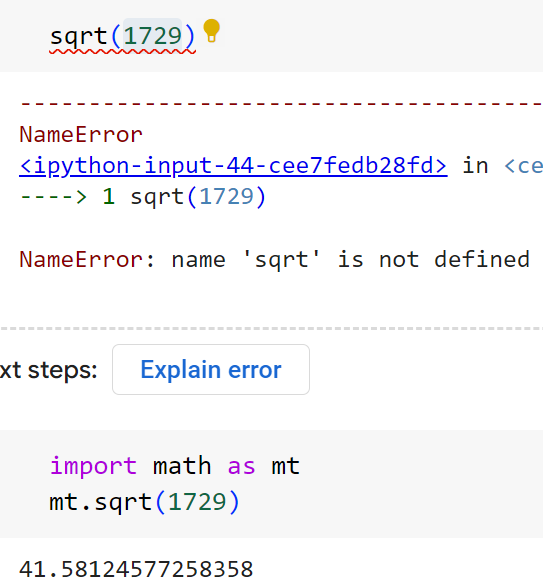 sqrt(1729)
---------------------------------------
NameError
<ipython-input-44-cee7fedb28fd> in <ce
----> 1 sqrt(1729)
NameError: name 'sqrt' is not defined
xt steps:
Explain error
import math as mt
mt.sqrt(1729)
41.58124577258358